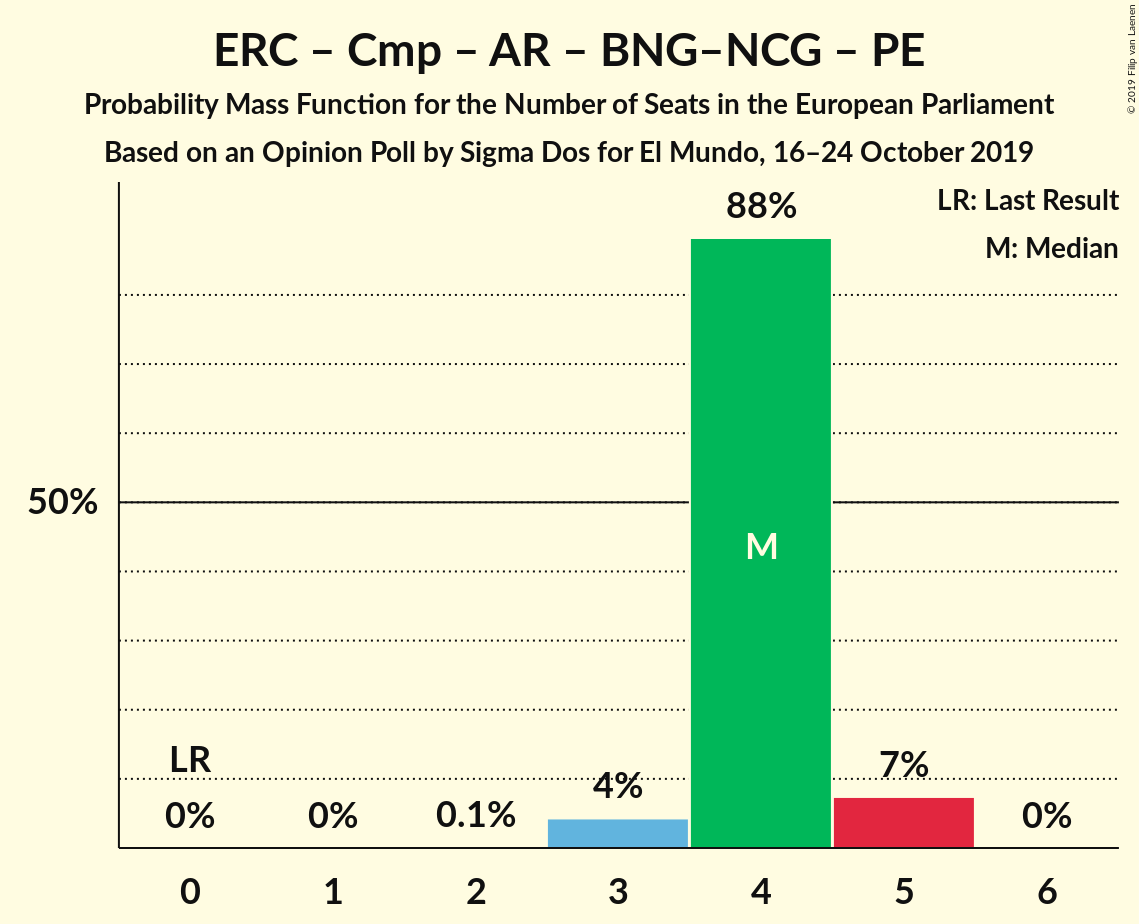 ERC – Cmp – AR – BNG–NCG – PE
Probability Mass Function for the Number of Seats in the European Parliament
Based on an Opinion Poll by Sigma Dos for El Mundo, 16–24 October 2019
© 2019 Filip van Laenen
LR: Last Result
M: Median
88%
50%
M
LR
0%
0%
0.1%
4%
7%
0%
0 1 2 3 4 5 6